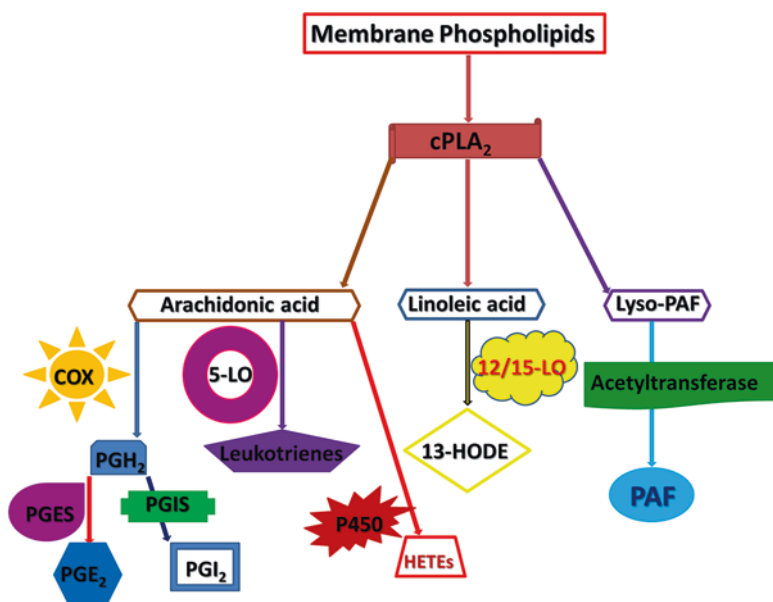 Membrane Phospholipids
cPLA₂
Arachidonic acid
Linoleic acid
Lyso-PAF
COX
5-LO
12/15-LO
Acetyltransferase
PGH₂
Leukotrienes
13-HODE
PGES
PGIS
P450
PAF
PGE₂
PGI₂
HETEs